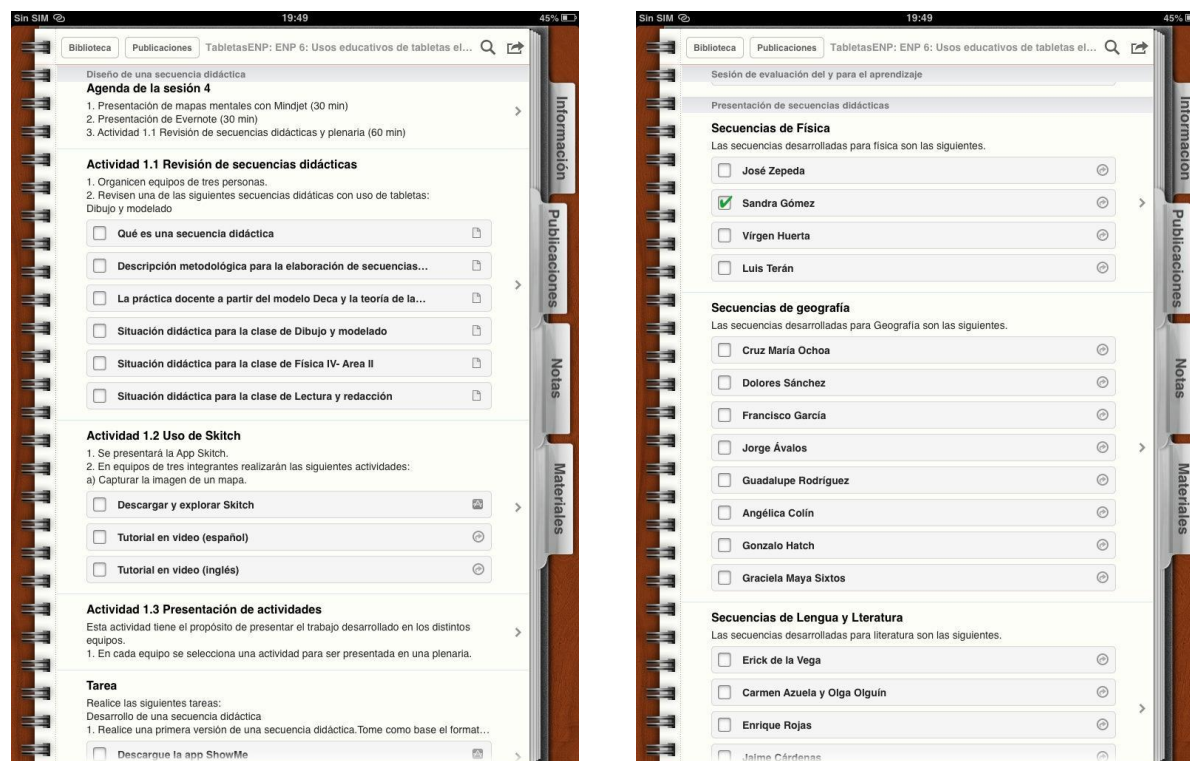 Sin SIM 19:49 45%
Biblioteca Publicaciones TabletasENP: ENP 6: Usos educativos de tabletas el...
Diseño de una secuencia didáctica
Agenda de la sesión 4
1. Presentación de mapas mentales con Mindjet (30 min)
2. Presentación de Evernote (30 min)
3. Actividad 1.1 Revisión de secuencias didácticas y plenaria (60 min)
Actividad 1.1 Revisión de secuencias didácticas
1. Organicen equipos de tres personas.
2. Revisen una de las siguientes secuencias didáticas con uso de tabletas:
Dibujo y modelado
Qué es una secuencia didáctica
Descripción metodológica para la elaboración de secuencias...
La práctica docente a partir del modelo Deca y la teoría de la...
Situación didáctica para la clase de Dibujo y modelado
Situación didáctica para la clase de Física IV- Area II
Situación didáctica para la clase de Lectura y redacción
Actividad 1.2 Uso de Skitch
1. Se presentará la App Skitch.
2. En equipos de tres integrantes realizarán las siguientes actividades:
a) Capturar la imagen de un mapa.
Descargar y explorar Skitch
Tutorial en video (español)
Tutorial en video (inglés)
Actividad 1.3 Presentación de actividades
Esta actividad tiene el propósito de presentar el trabajo desarrollado en los distintos
equipos.
1. En cada equipo se selecciona una actividad para ser presentada en una plenaria.
Tarea
Realice las siguientes tareas:
Desarrollo de una secuencia didáctica
1. Realice una primera versión de una secuencia didáctica.Tome como base el format...
Descargue la app ShowMe
Información
Publicaciones
Notas
Materiales
Sin SIM 19:49 45%
Biblioteca Publicaciones TabletasENP: ENP 6: Usos educativos de tabletas el...
Sesión de evaluación del y para el aprendizaje
Presentación de secuencias didácticas
Secuencias de Física
Las secuencias desarrolladas para física son las siguientes.
José Zepeda
Sandra Gómez
Vírgen Huerta
Luis Terán
Secuencias de geografía
Las secuencias desarrolladas para Geografía son las siguientes.
Cruz María Ochoa
Dolores Sánchez
Francisco García
Jorge Ávalos
Guadalupe Rodríguez
Angélica Colín
Gonzalo Hatch
Graciela Maya Sixtos
Secuencias de Lengua y Lteratura
Las secuencias desarrolladas para literatura son las siguientes.
Erick de la Vega
Carmen Azuela y Olga Olguín
Enrique Rojas
Jaime Cárdenas
Información
Publicaciones
Notas
Materiales